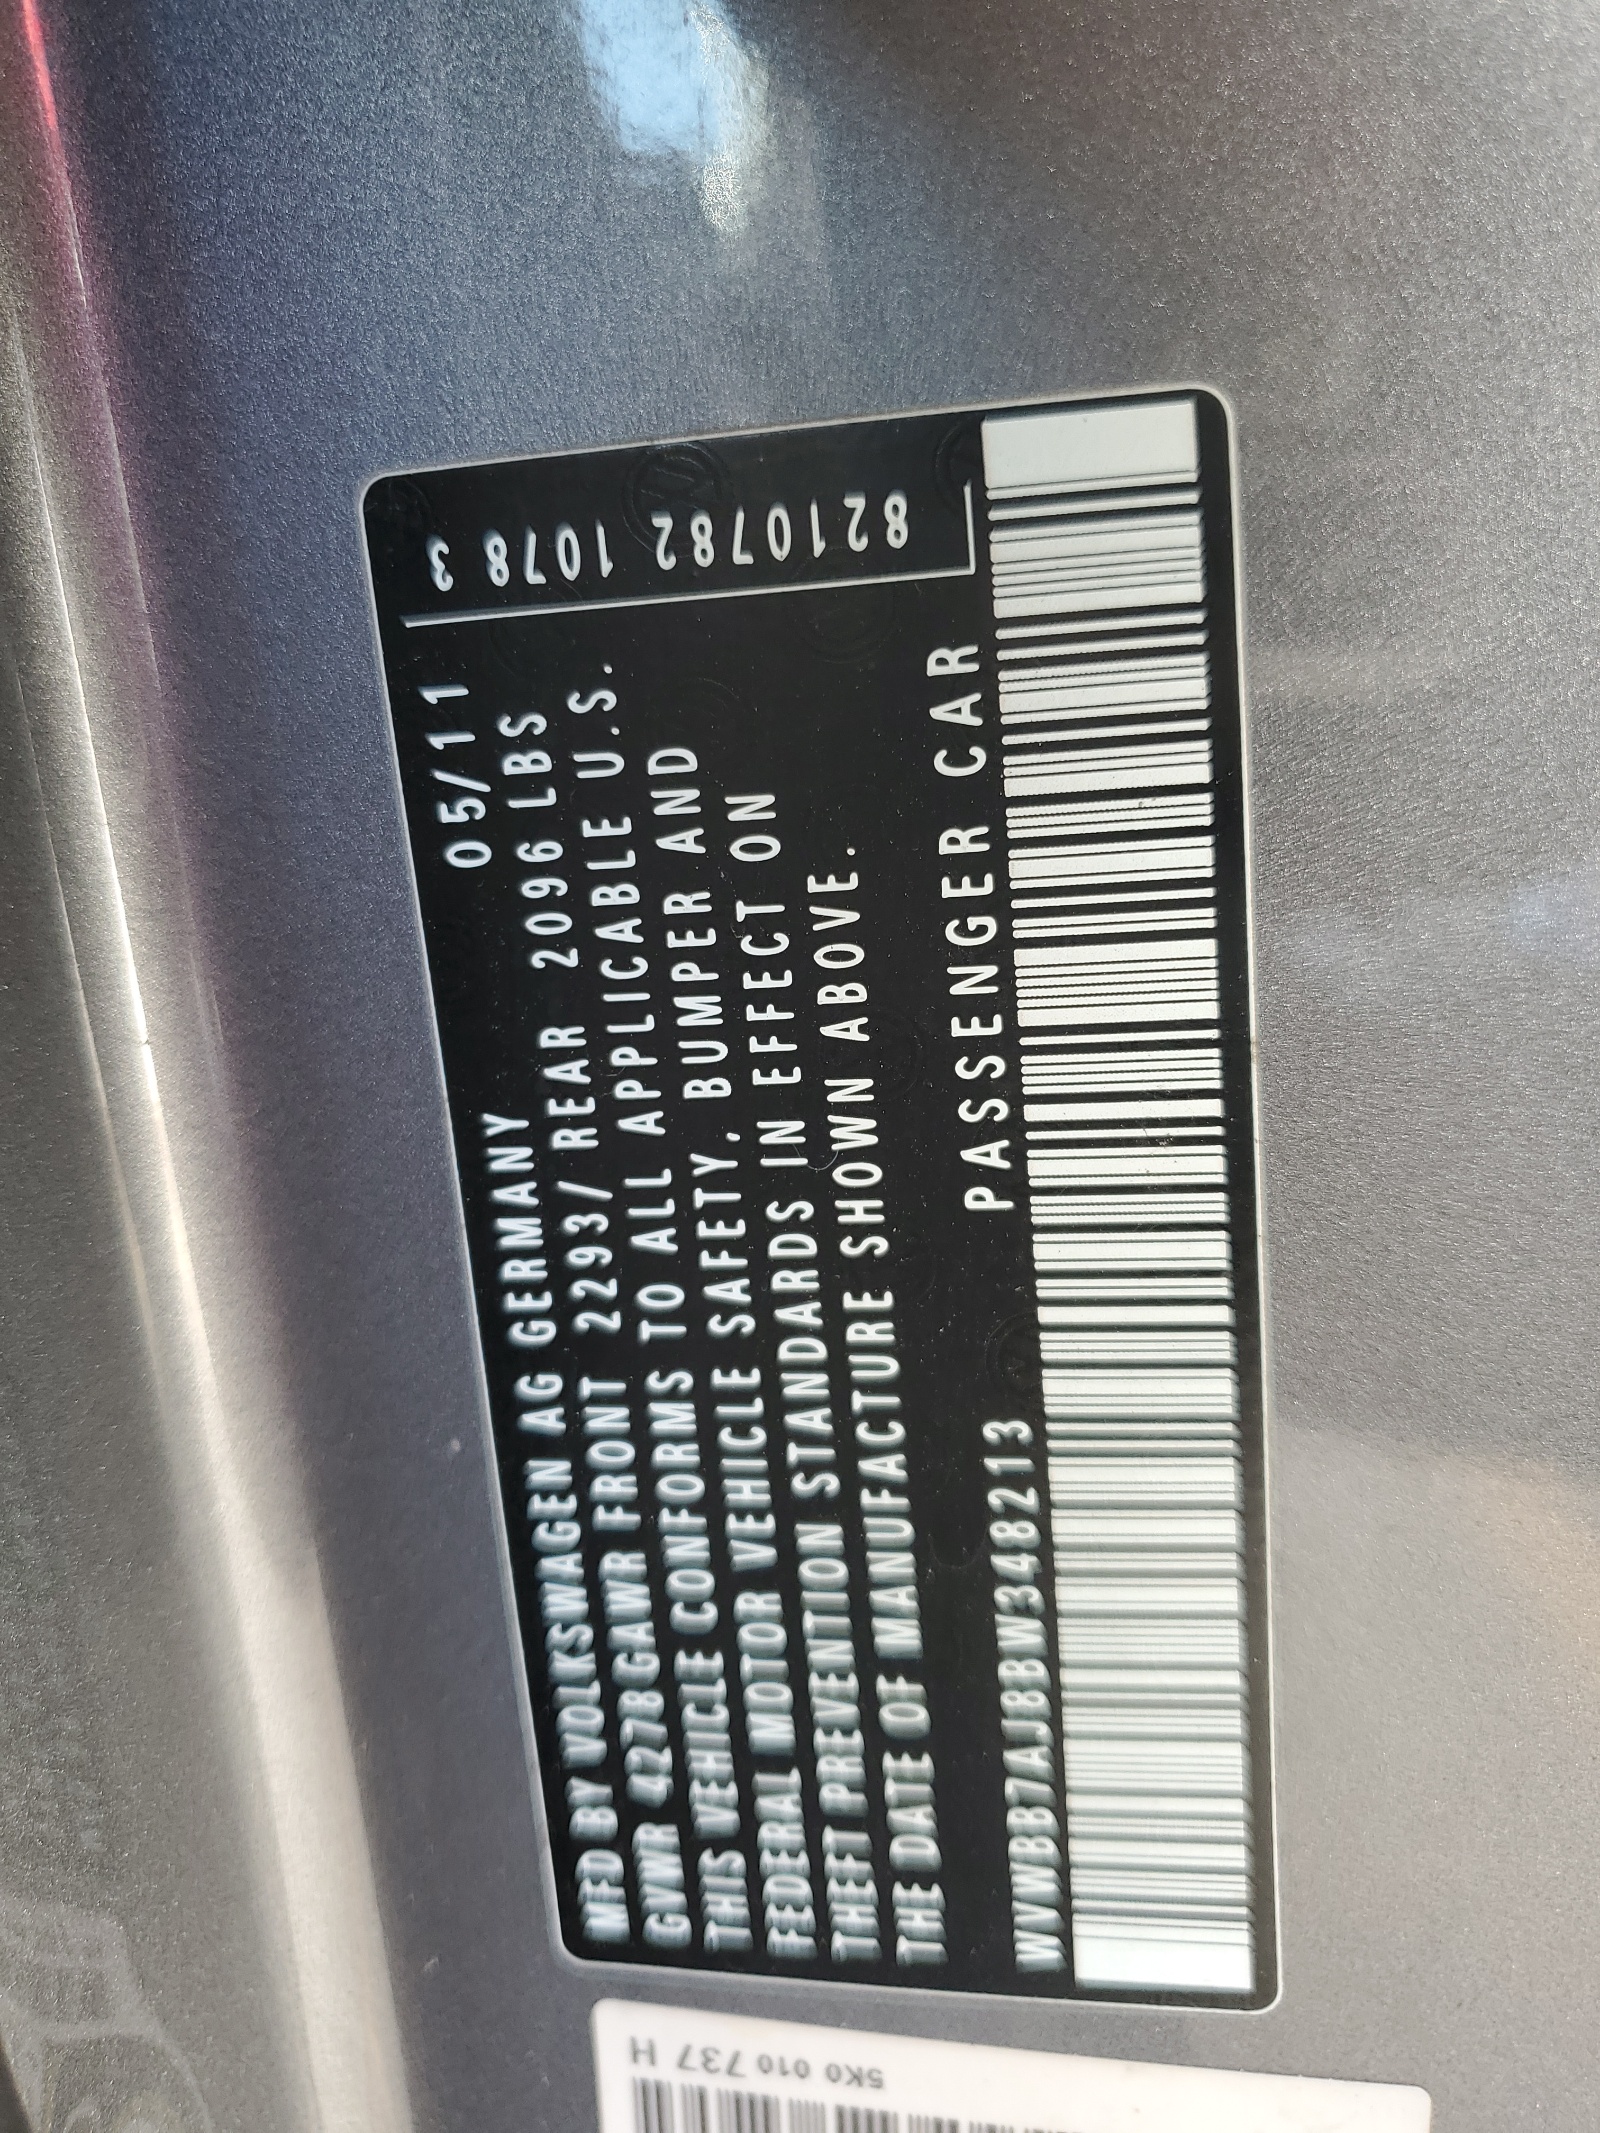 MFD BY VOLKSWAGEN AG GERMANY 05/11
GVWR 4278GAWR FRONT 2293/ REAR 2096 LBS
THIS VEHICLE CONFORMS TO ALL APPLICABLE U.S.
FEDERAL MOTOR VEHICLE SAFETY, BUMPER AND
THEFT PREVENTION STANDARDS IN EFFECT ON
THE DATE OF MANUFACTURE SHOWN ABOVE.
WVWBB7AJ8BW348213 PASSENGER CAR
8210782 1078 3
5K0 010 737 H